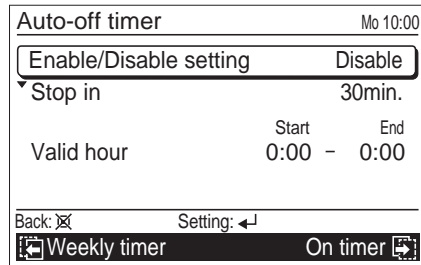 Auto-off timer Mo 10:00
Enable/Disable setting Disable
Stop in 30min.
Start End
Valid hour 0:00 – 0:00
Back: Setting:
Weekly timer On timer